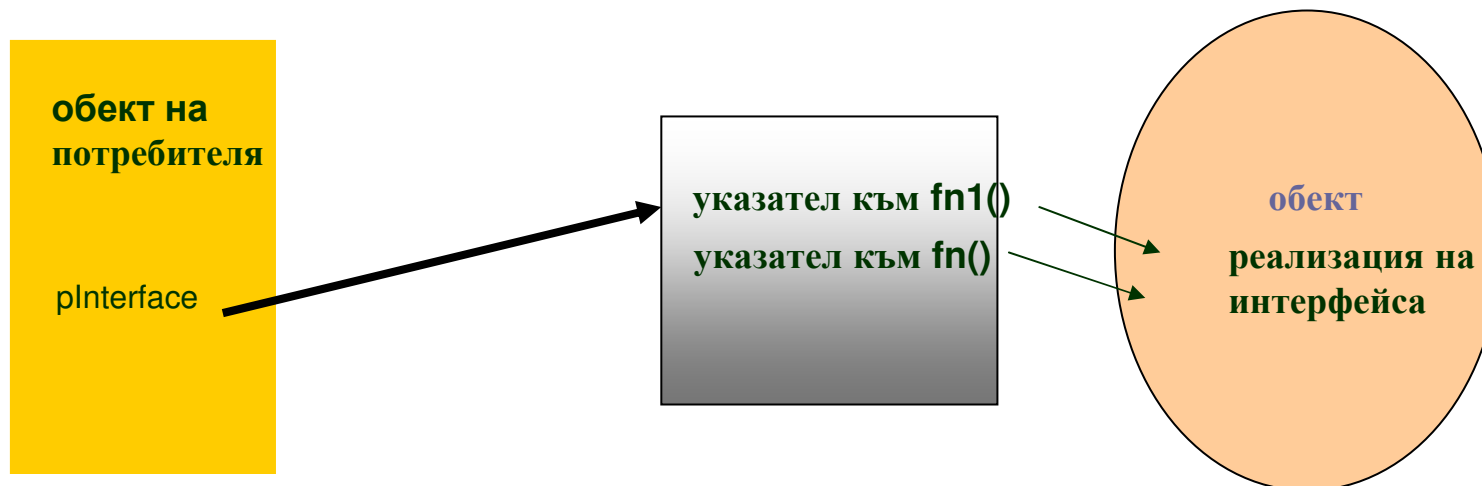 обект на
потребителя
pInterface
указател към fn1()
указател към fn()
обект
реализация на
интерфейса